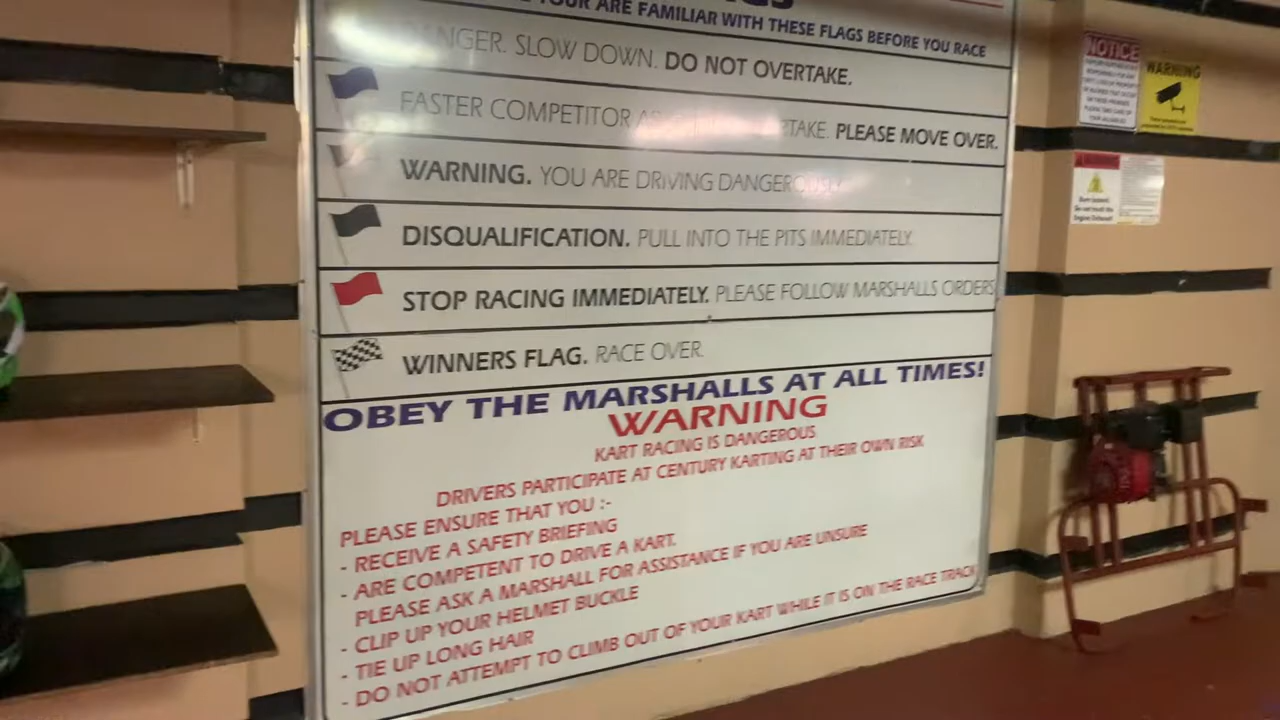 YOUR ARE FAMILIAR WITH THESE FLAGS BEFORE YOU RACE
DANGER. SLOW DOWN. DO NOT OVERTAKE.
FASTER COMPETITOR PLEASE MOVE OVER.
WARNING. YOU ARE DRIVING DANGEROUSLY
DISQUALIFICATION. PULL INTO THE PITS IMMEDIATELY.
STOP RACING IMMEDIATELY. PLEASE FOLLOW MARSHALLS ORDERS
WINNERS FLAG. RACE OVER.
OBEY THE MARSHALLS AT ALL TIMES!
WARNING
KART RACING IS DANGEROUS
DRIVERS PARTICIPATE AT CENTURY KARTING AT THEIR OWN RISK
PLEASE ENSURE THAT YOU :-
- RECEIVE A SAFETY BRIEFING
- ARE COMPETENT TO DRIVE A KART.
PLEASE ASK A MARSHALL FOR ASSISTANCE IF YOU ARE UNSURE
- CLIP UP YOUR HELMET BUCKLE
- TIE UP LONG HAIR
- DO NOT ATTEMPT TO CLIMB OUT OF YOUR KART WHILE IT IS ON THE RACE TRACK
NOTICE
WARNING